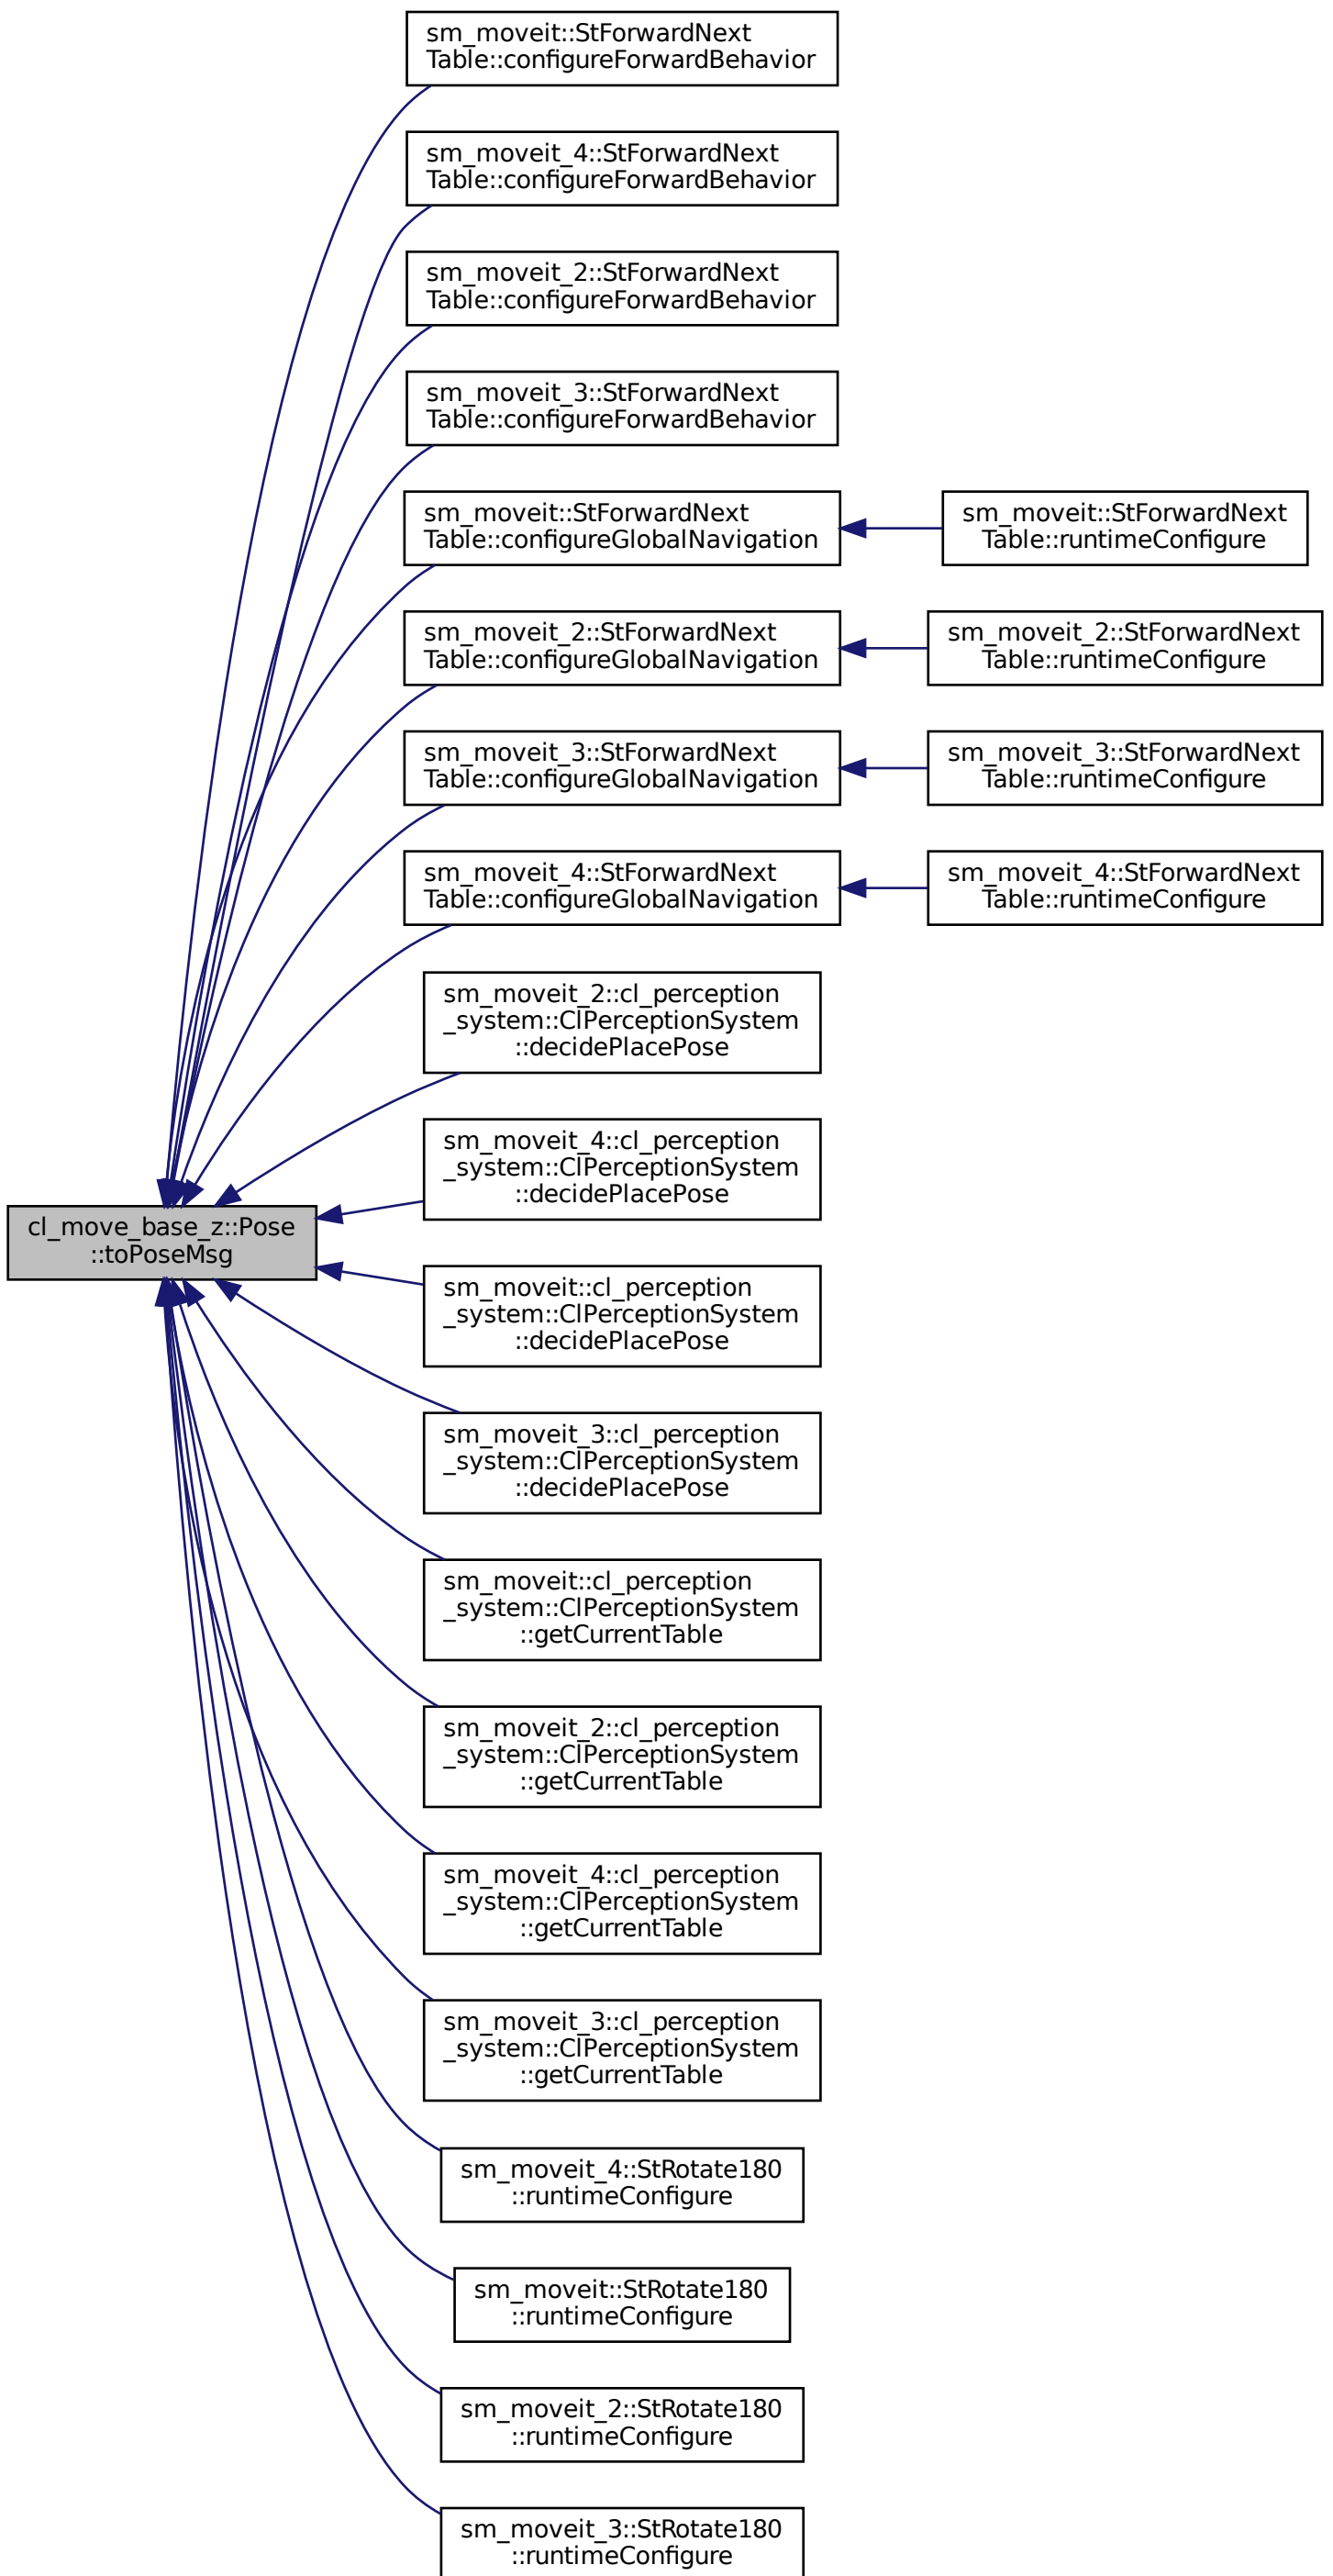 sm_moveit::StForwardNext
Table::configureForwardBehavior
sm_moveit_4::StForwardNext
Table::configureForwardBehavior
sm_moveit_2::StForwardNext
Table::configureForwardBehavior
sm_moveit_3::StForwardNext
Table::configureForwardBehavior
sm_moveit::StForwardNext
Table::configureGlobalNavigation
sm_moveit::StForwardNext
Table::runtimeConfigure
sm_moveit_2::StForwardNext
Table::configureGlobalNavigation
sm_moveit_2::StForwardNext
Table::runtimeConfigure
sm_moveit_3::StForwardNext
Table::configureGlobalNavigation
sm_moveit_3::StForwardNext
Table::runtimeConfigure
sm_moveit_4::StForwardNext
Table::configureGlobalNavigation
sm_moveit_4::StForwardNext
Table::runtimeConfigure
sm_moveit_2::cl_perception
_system::ClPerceptionSystem
::decidePlacePose
sm_moveit_4::cl_perception
_system::ClPerceptionSystem
::decidePlacePose
cl_move_base_z::Pose
::toPoseMsg
sm_moveit::cl_perception
_system::ClPerceptionSystem
::decidePlacePose
sm_moveit_3::cl_perception
_system::ClPerceptionSystem
::decidePlacePose
sm_moveit::cl_perception
_system::ClPerceptionSystem
::getCurrentTable
sm_moveit_2::cl_perception
_system::ClPerceptionSystem
::getCurrentTable
sm_moveit_4::cl_perception
_system::ClPerceptionSystem
::getCurrentTable
sm_moveit_3::cl_perception
_system::ClPerceptionSystem
::getCurrentTable
sm_moveit_4::StRotate180
::runtimeConfigure
sm_moveit::StRotate180
::runtimeConfigure
sm_moveit_2::StRotate180
::runtimeConfigure
sm_moveit_3::StRotate180
::runtimeConfigure